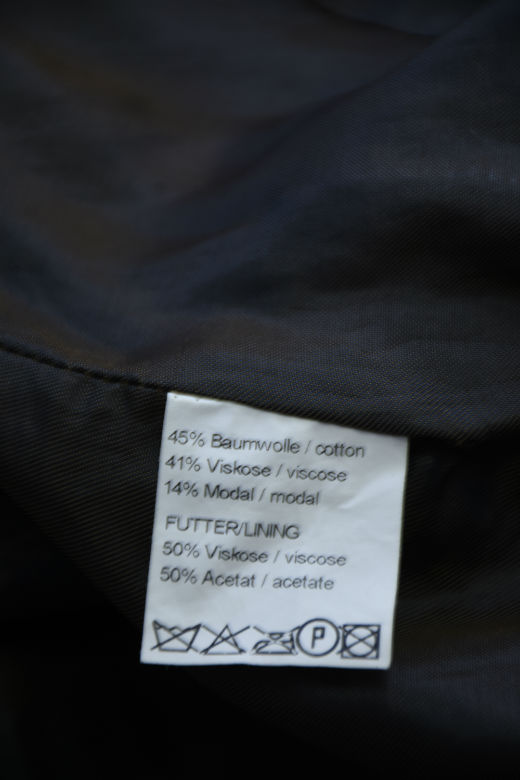 45% Baumwolle / cotton
41% Viskose / viscose
14% Modal / modal
FUTTER/LINING
50% Viskose / viscose
50% Acetat / acetate
P